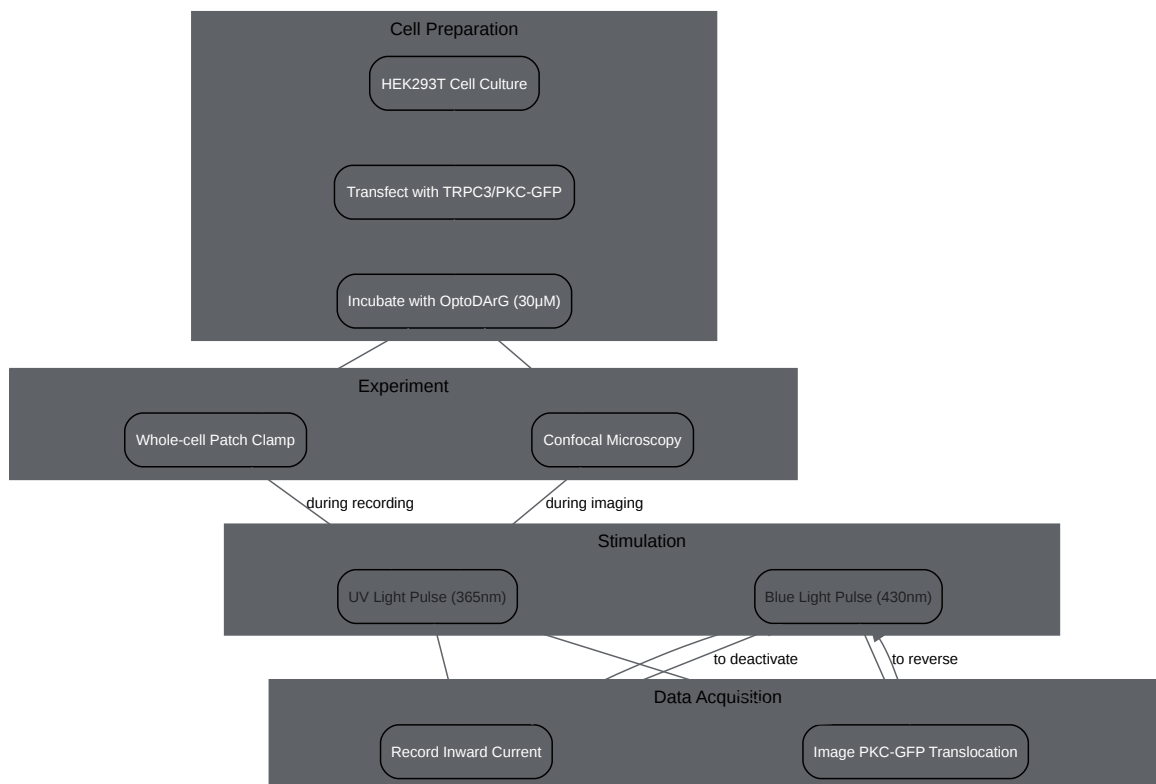 Cell Preparation
HEK293T Cell Culture
Transfect with TRPC3/PKC-GFP
Incubate with OptoDArG (30µM)
Experiment
Whole-cell Patch Clamp
Confocal Microscopy
during recording
during imaging
Stimulation
UV Light Pulse (365nm)
Blue Light Pulse (430nm)
to deactivate
to reverse
Data Acquisition
Record Inward Current
Image PKC-GFP Translocation